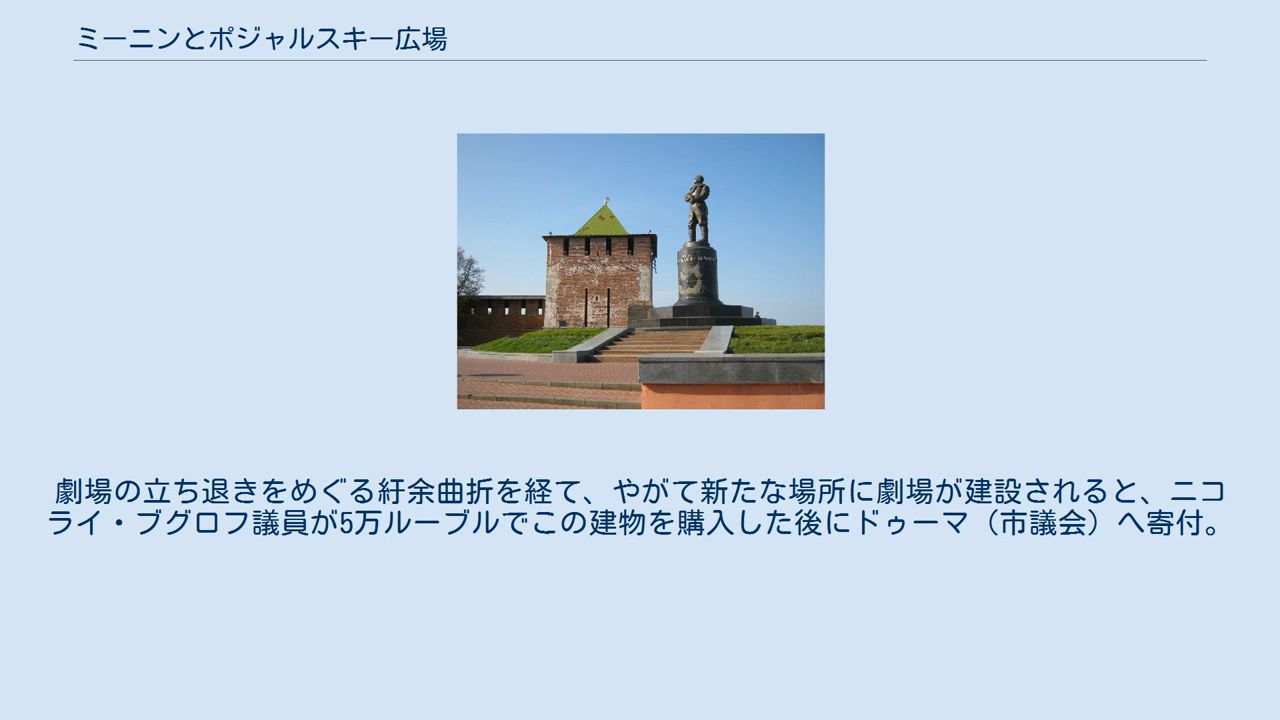 ミーニンとポジャルスキー広場
劇場の立ち退きをめぐる紆余曲折を経て、やがて新たな場所に劇場が建設されると、ニコ
ライ・ブグロフ議員が5万ルーブルでこの建物を購入した後にドゥーマ（市議会）へ寄付。